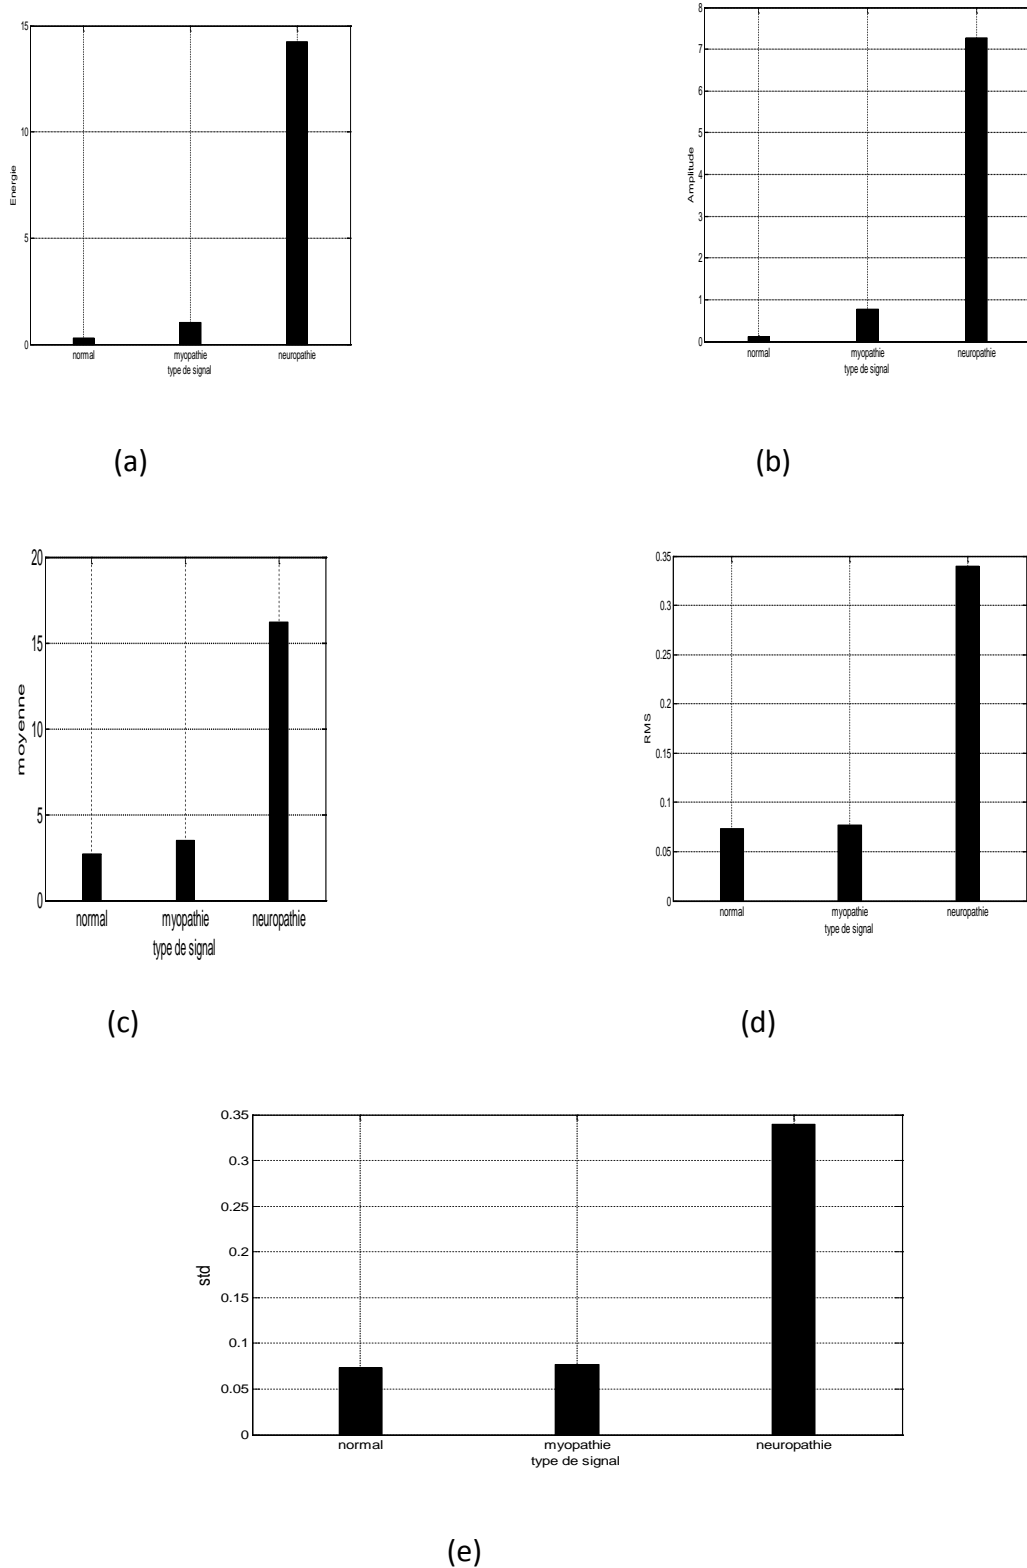 15
10
5
0
Energie
normal myopathie neuropathie
type de signal
(a)
8
7
6
5
4
3
2
1
0
Amplitude
normal myopathie neuropathie
type de signal
(b)
20
15
10
5
0
moyenne
normal myopathie neuropathie
type de signal
(c)
0.35
0.3
0.25
0.2
0.15
0.1
0.05
0
RMS
normal myopathie neuropathie
type de signal
(d)
0.35
0.3
0.25
0.2
0.15
0.1
0.05
0
std
normal myopathie neuropathie
type de signal
(e)